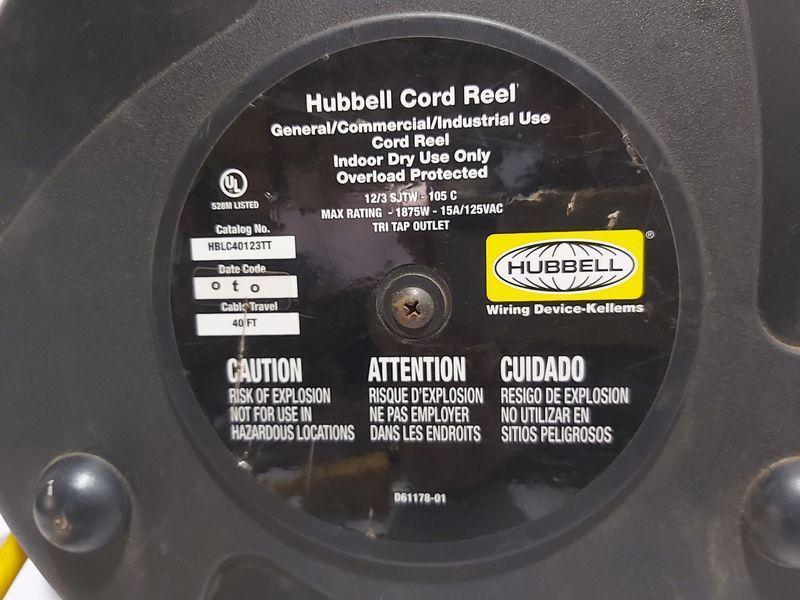 Hubbell Cord Reel
General/Commercial/Industrial Use
Cord Reel
Indoor Dry Use Only
Overload Protected
12/3 SJTW - 105 C
MAX RATING - 1875W - 15A/125VAC
TRI TAP OUTLET
UL
528M LISTED
Catalog No.
HBLC40123TT
Date Code
o t o
Cable Travel
40 FT
HUBBELL®
Wiring Device-Kellems
CAUTION
RISK OF EXPLOSION
NOT FOR USE IN
HAZARDOUS LOCATIONS
ATTENTION
RISQUE D'EXPLOSION
NE PAS EMPLOYER
DANS LES ENDROITS
CUIDADO
RESIGO DE EXPLOSION
NO UTILIZAR EN
SITIOS PELIGROSOS
D61178-01